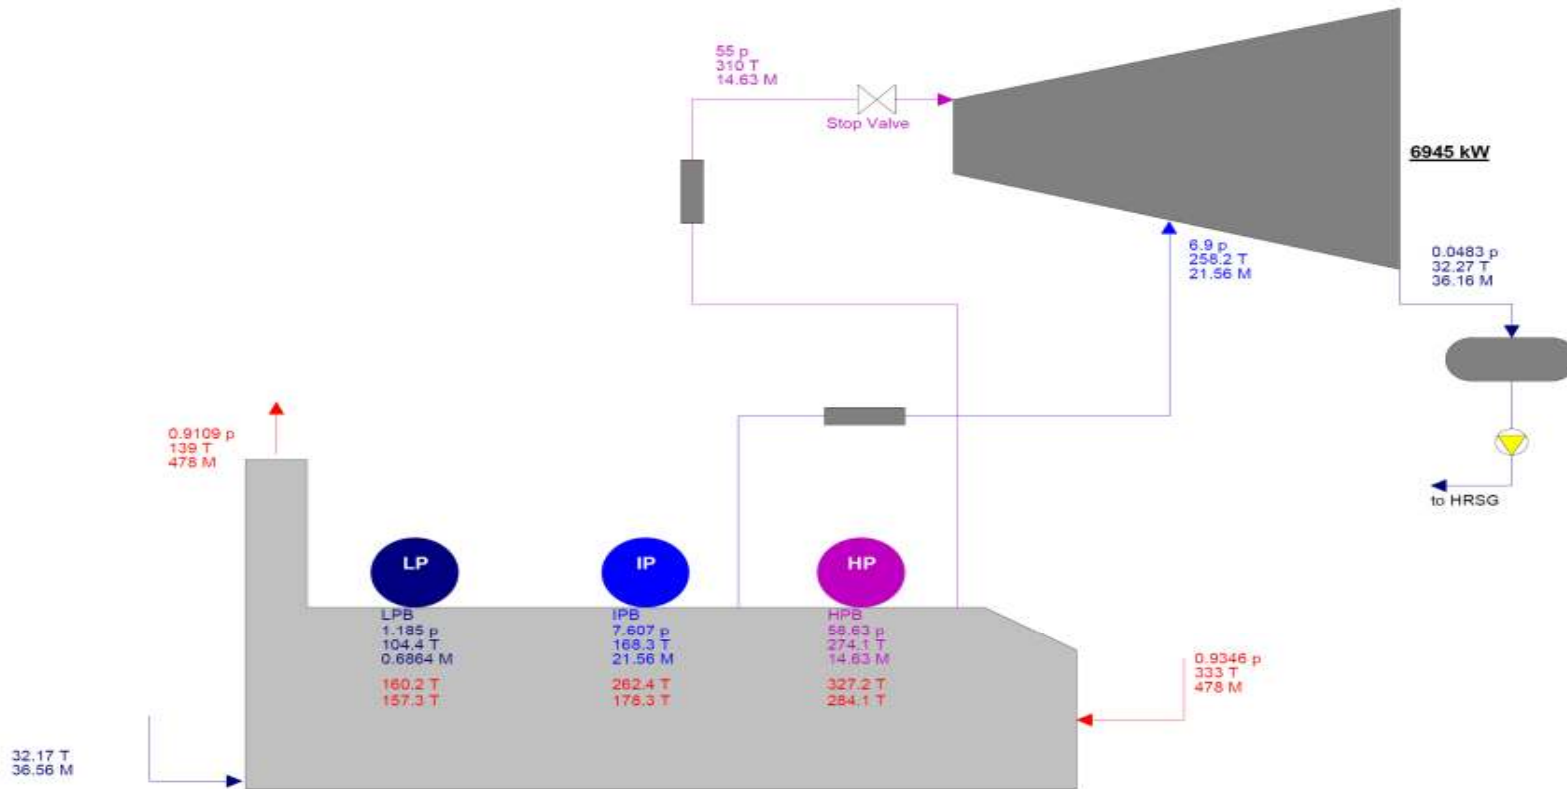 55 p
310 T
14.63 M
Stop Valve
6945 kW
6.9 p
258.2 T
21.56 M
0.0483 p
32.27 T
36.16 M
to HRSG
0.9109 p
139 T
478 M
LP
IP
HP
LPB
1.185 p
104.4 T
0.6864 M
160.2 T
157.3 T
IPB
7.607 p
168.3 T
21.56 M
262.4 T
178.3 T
HPB
58.63 p
274.1 T
14.63 M
327.2 T
284.1 T
0.9346 p
333 T
478 M
32.17 T
36.56 M